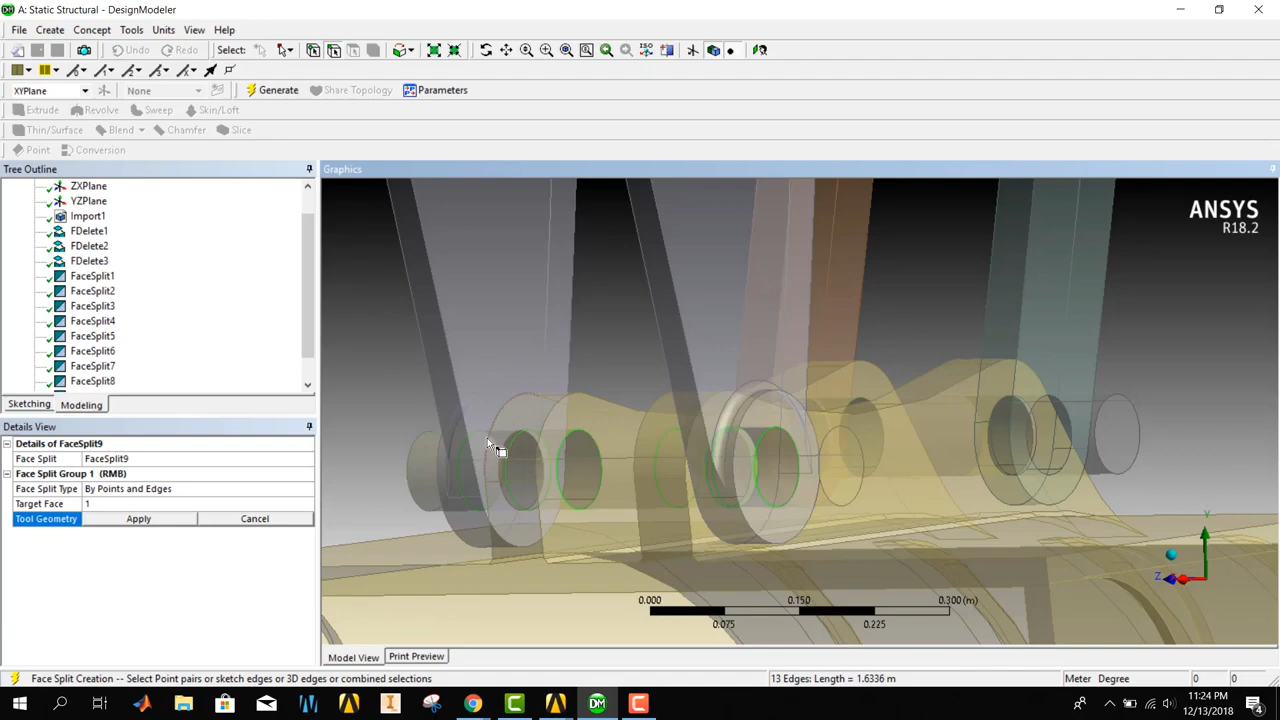 A: Static Structural - DesignModeler
File Create Concept Tools Units View Help
Undo Redo Select: ISO
XYPlane None Generate Share Topology Parameters
Extrude Revolve Sweep Skin/Loft
Thin/Surface Blend Chamfer Slice
Point Conversion
Tree Outline
ZXPlane
YZPlane
Import1
FDelete1
FDelete2
FDelete3
FaceSplit1
FaceSplit2
FaceSplit3
FaceSplit4
FaceSplit5
FaceSplit6
FaceSplit7
FaceSplit8
Sketching Modeling
Details View
Details of FaceSplit9
Face Split FaceSplit9
Face Split Group 1 (RMB)
Face Split Type By Points and Edges
Target Face 1
Tool Geometry Apply Cancel
Graphics
ANSYS
R18.2
Y
Z
0.000 0.150 0.300 (m)
0.075 0.225
Model View Print Preview
Face Split Creation -- Select Point pairs or sketch edges or 3D edges or combined selections 13 Edges: Length = 1.6336 m Meter Degree 0 0
11:24 PM
12/13/2018
4